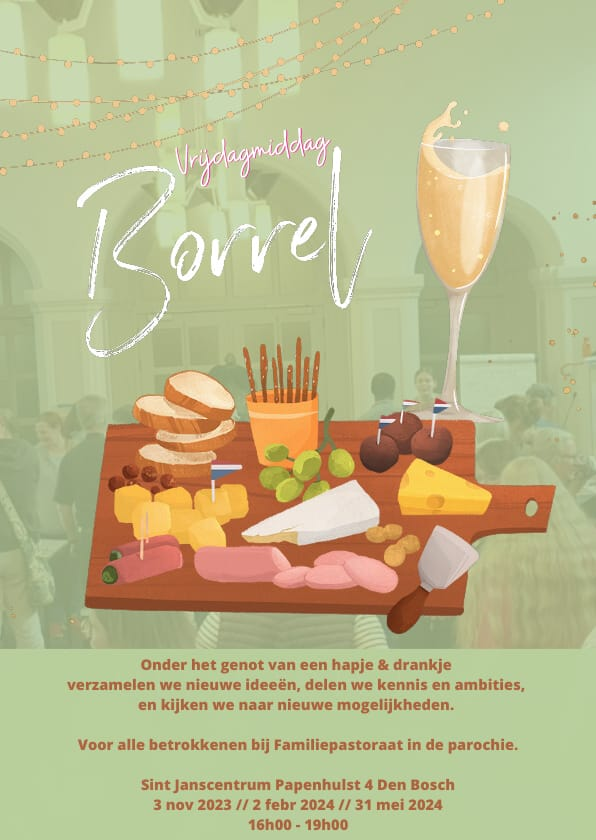 Vrijdagmiddag
Borrel
Onder het genot van een hapje & drankje
verzamelen we nieuwe ideeën, delen we kennis en ambities,
en kijken we naar nieuwe mogelijkheden.
Voor alle betrokkenen bij Familiepastoraat in de parochie.
Sint Janscentrum Papenhulst 4 Den Bosch
3 nov 2023 // 2 febr 2024 // 31 mei 2024
16h00 - 19h00